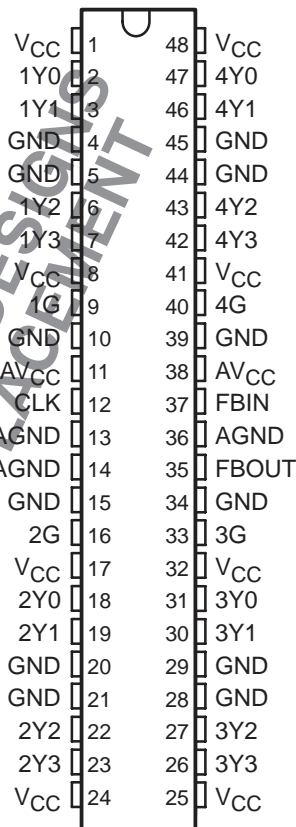 VCC 1 48 VCC
1Y0 2 47 4Y0
1Y1 3 46 4Y1
GND 4 45 GND
GND 5 44 GND
1Y2 6 43 4Y2
1Y3 7 42 4Y3
VCC 8 41 VCC
1G 9 40 4G
GND 10 39 GND
AVCC 11 38 AVCC
CLK 12 37 FBIN
AGND 13 36 AGND
AGND 14 35 FBOUT
GND 15 34 GND
2G 16 33 3G
VCC 17 32 VCC
2Y0 18 31 3Y0
2Y1 19 30 3Y1
GND 20 29 GND
GND 21 28 GND
2Y2 22 27 3Y2
2Y3 23 26 3Y3
VCC 24 25 VCC